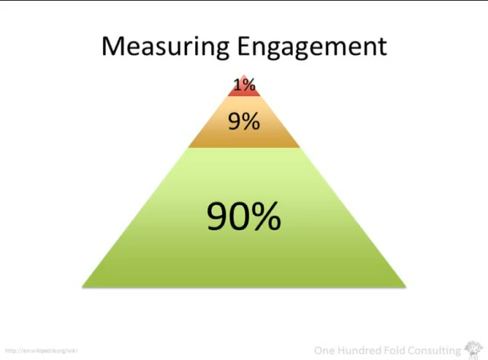 Measuring Engagement
1%
9%
90%
One Hundred Fold Consulting